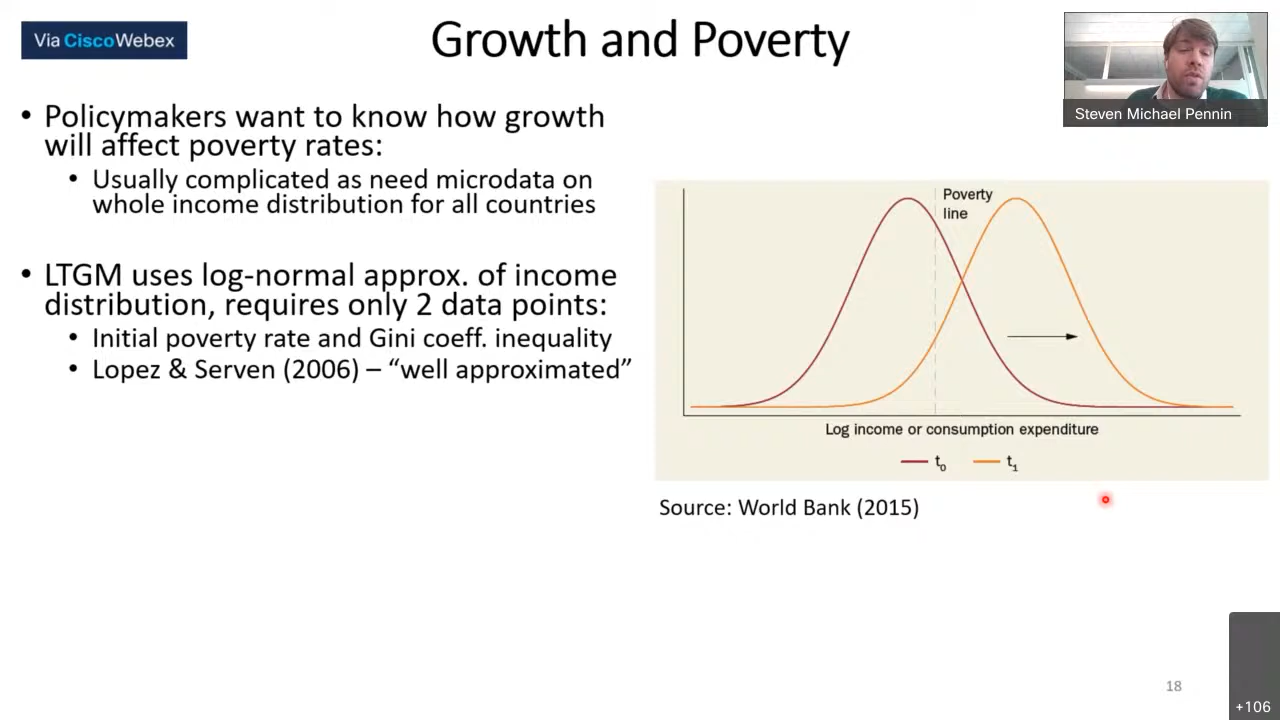 Via Cisco Webex
Growth and Poverty
Steven Michael Pennin
• Policymakers want to know how growth
will affect poverty rates:
• Usually complicated as need microdata on
whole income distribution for all countries
• LTGM uses log-normal approx. of income
distribution, requires only 2 data points:
• Initial poverty rate and Gini coeff. inequality
• Lopez & Serven (2006) – “well approximated”
Poverty
line
Log income or consumption expenditure
t0 t1
Source: World Bank (2015)
18
+106